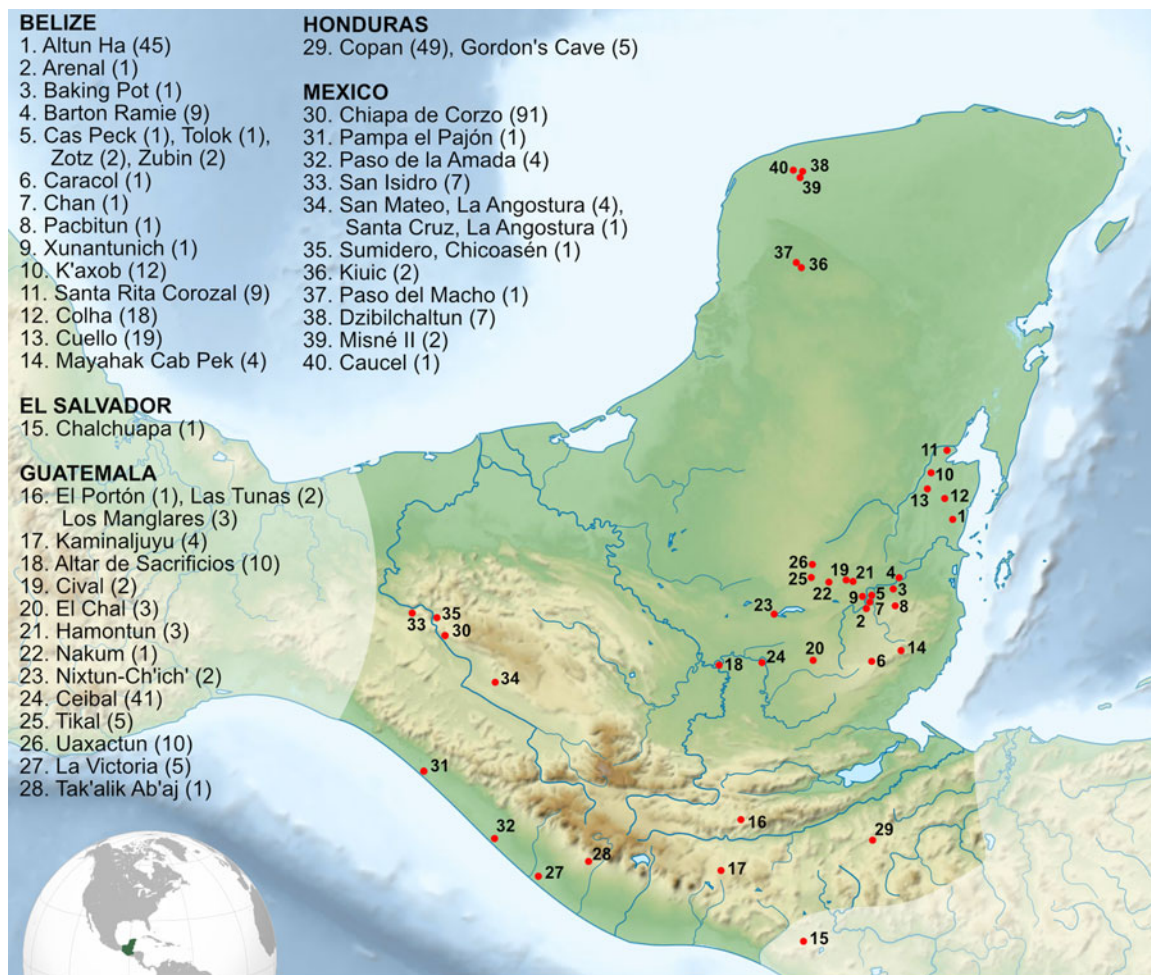 BELIZE
1. Altun Ha (45)
2. Arenal (1)
3. Baking Pot (1)
4. Barton Ramie (9)
5. Cas Peck (1), Tolok (1),
Zotz (2), Zubin (2)
6. Caracol (1)
7. Chan (1)
8. Pacbitun (1)
9. Xunantunich (1)
10. K'axob (12)
11. Santa Rita Corozal (9)
12. Colha (18)
13. Cuello (19)
14. Mayahak Cab Pek (4)
EL SALVADOR
15. Chalchuapa (1)
GUATEMALA
16. El Portón (1), Las Tunas (2)
Los Manglares (3)
17. Kaminaljuyu (4)
18. Altar de Sacrificios (10)
19. Cival (2)
20. El Chal (3)
21. Hamontun (3)
22. Nakum (1)
23. Nixtun-Ch'ich' (2)
24. Ceibal (41)
25. Tikal (5)
26. Uaxactun (10)
27. La Victoria (5)
28. Tak'alik Ab'aj (1)
HONDURAS
29. Copan (49), Gordon's Cave (5)
MEXICO
30. Chiapa de Corzo (91)
31. Pampa el Pajón (1)
32. Paso de la Amada (4)
33. San Isidro (7)
34. San Mateo, La Angostura (4),
Santa Cruz, La Angostura (1)
35. Sumidero, Chicoasén (1)
36. Kiuic (2)
37. Paso del Macho (1)
38. Dzibilchaltun (7)
39. Misné II (2)
40. Caucel (1)
40 38
39
37
36
11
10
13 12
1
26
25
19 21
22
4
3
9 5
7 8
2
23
14
20
6
24
18
33 35
30
34
31
32
27
28
16
17
29
15